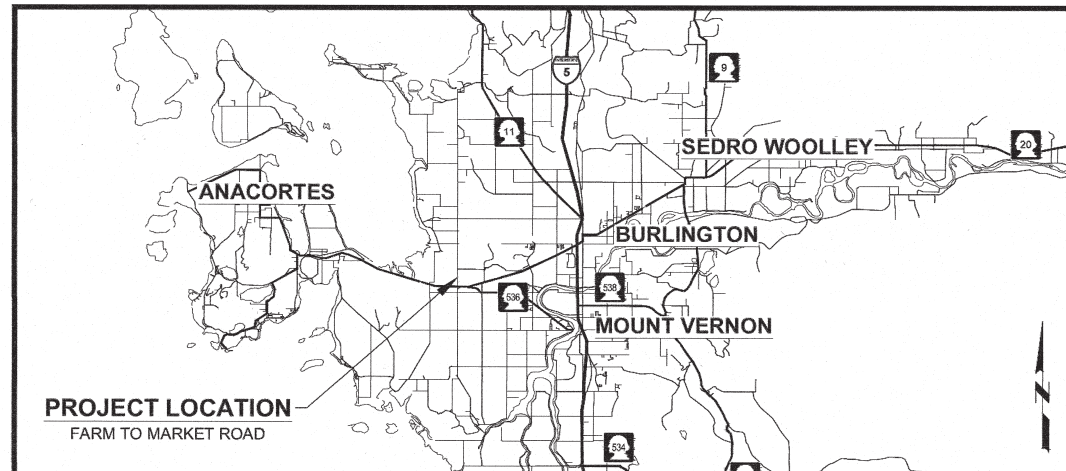 INTERSTATE
5
9
11
SEDRO WOOLLEY
20
ANACORTES
BURLINGTON
538
536
MOUNT VERNON
PROJECT LOCATION
FARM TO MARKET ROAD
534